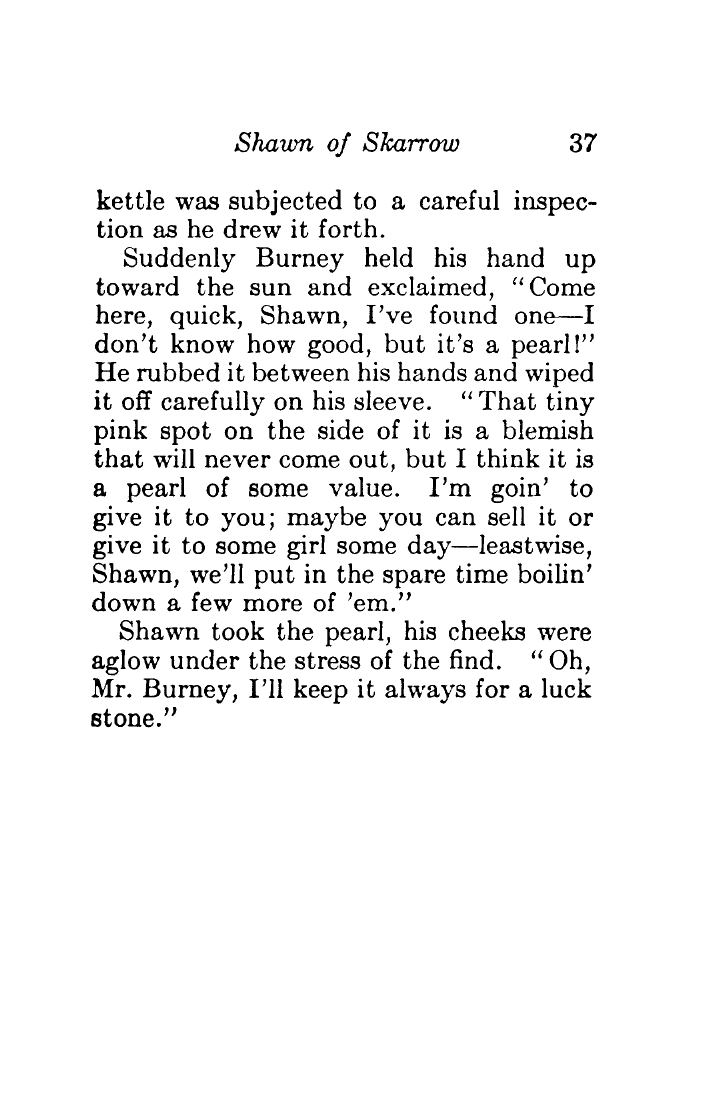 Shawn of Skarrow 37
kettle was subjected to a careful inspec-
tion as he drew it forth.
Suddenly Burney held his hand up
toward the sun and exclaimed, "Come
here, quick, Shawn, I've found one—I
don't know how good, but it's a pearl!"
He rubbed it between his hands and wiped
it off carefully on his sleeve. "That tiny
pink spot on the side of it is a blemish
that will never come out, but I think it is
a pearl of some value. I'm goin' to
give it to you; maybe you can sell it or
give it to some girl some day—leastwise,
Shawn, we'll put in the spare time boilin'
down a few more of 'em."
Shawn took the pearl, his cheeks were
aglow under the stress of the find. "Oh,
Mr. Burney, I'll keep it always for a luck
stone."